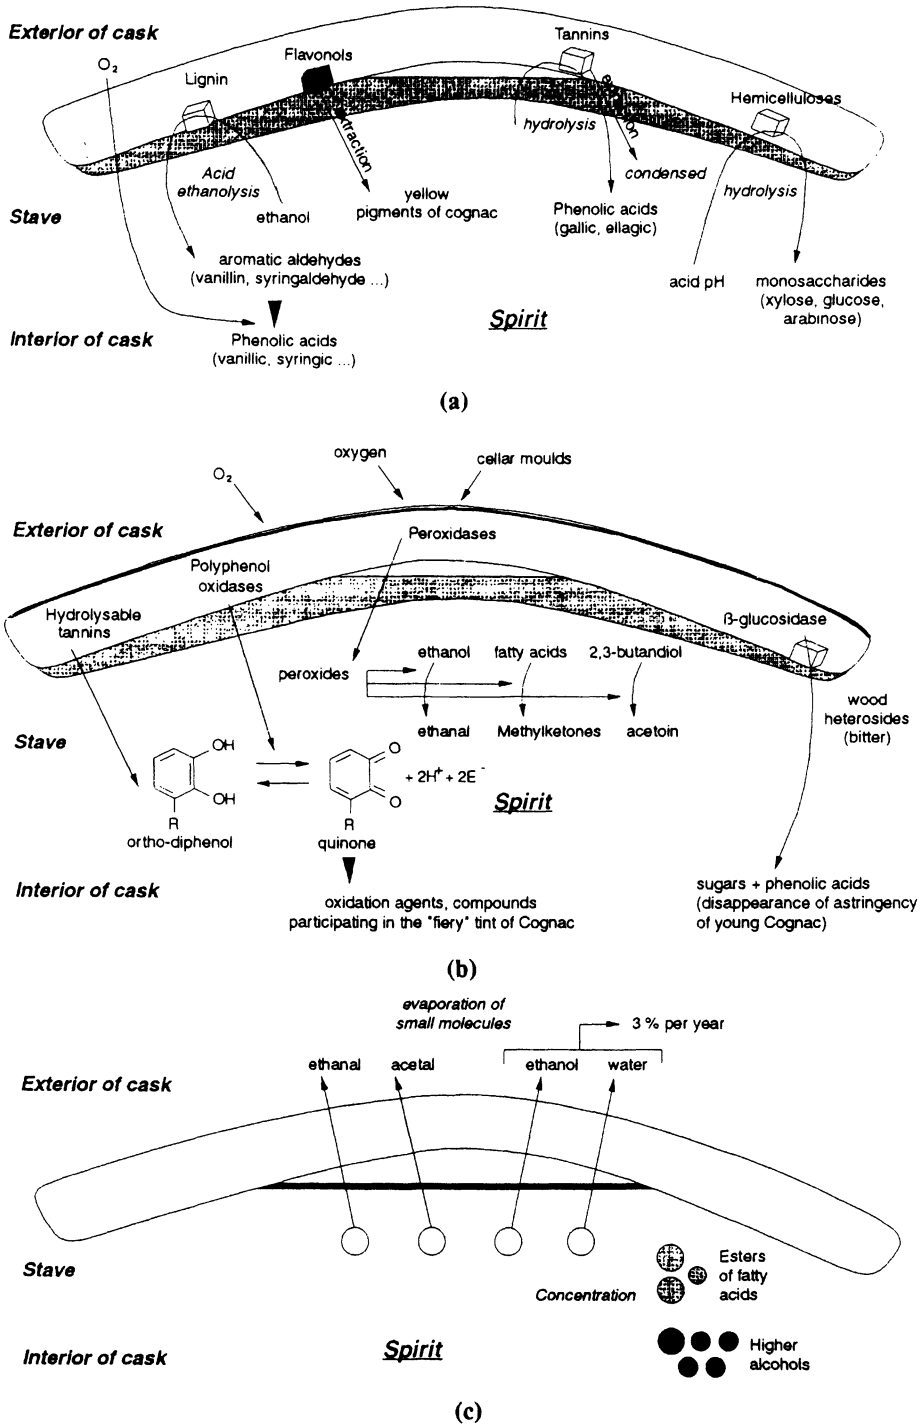 Exterior of cask
Tannins
Flavonols
O2
Lignin
Hemicelluloses
extraction
extraction
hydrolysis
Acid
ethanolysis
condensed
hydrolysis
yellow
pigments of cognac
Phenolic acids
(gallic, ellagic)
Stave
ethanol
aromatic aldehydes
(vanillin, syringaldehyde ...)
acid pH
monosaccharides
(xylose, glucose,
arabinose)
Spirit
Interior of cask
Phenolic acids
(vanillic, syringic ...)
(a)
oxygen
cellar moulds
O2
Exterior of cask
Peroxidases
Polyphenol
oxidases
Hydrolysable
tannins
ß-glucosidase
ethanol
fatty acids
2,3-butandiol
peroxides
wood
heterosides
(bitter)
ethanal
Methylketones
acetoin
Stave
OH
OH
R
ortho-diphenol
O
O
+ 2H+ + 2E-
R
quinone
Spirit
Interior of cask
sugars + phenolic acids
(disappearance of astringency
of young Cognac)
oxidation agents, compounds
participating in the "fiery" tint of Cognac
(b)
evaporation of
small molecules
3 % per year
ethanal
acetal
ethanol
water
Exterior of cask
Stave
Esters
of fatty
acids
Concentration
Spirit
Interior of cask
Higher
alcohols
(c)